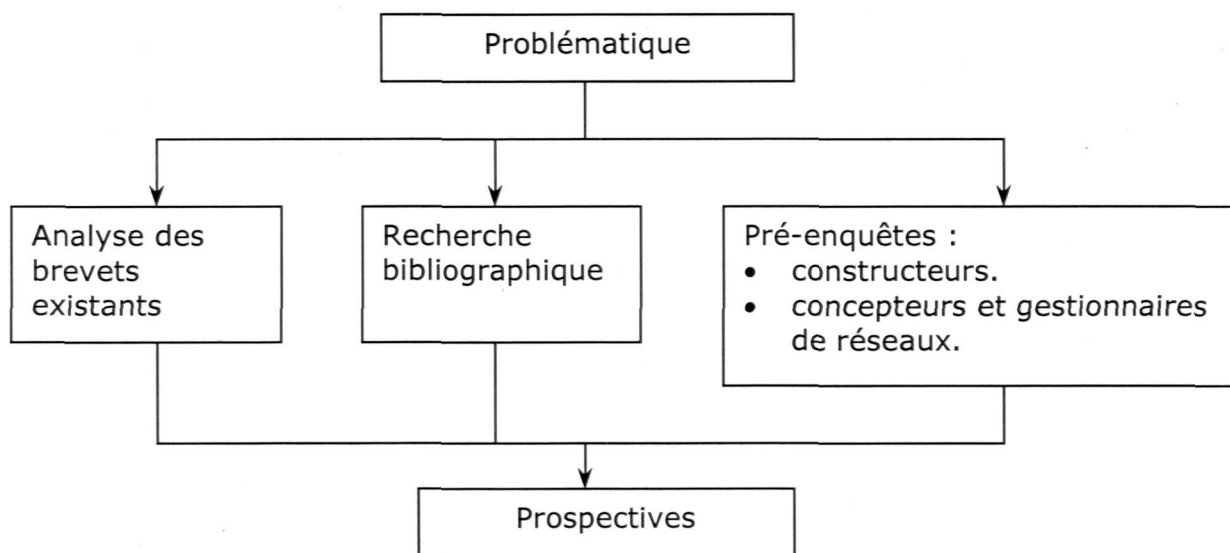 Problématique
Analyse des
brevets
existants
Recherche
bibliographique
Pré-enquêtes :
• constructeurs.
• concepteurs et gestionnaires
de réseaux.
Prospectives